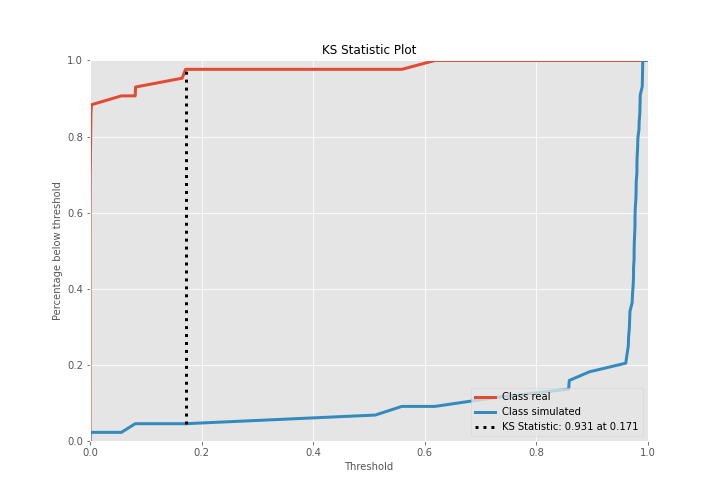 KS Statistic Plot
1.0
0.8
0.6
0.4
0.2
0.0
Percentage below threshold
0.0 0.2 0.4 0.6 0.8 1.0
Threshold
Class real
Class simulated
KS Statistic: 0.931 at 0.171